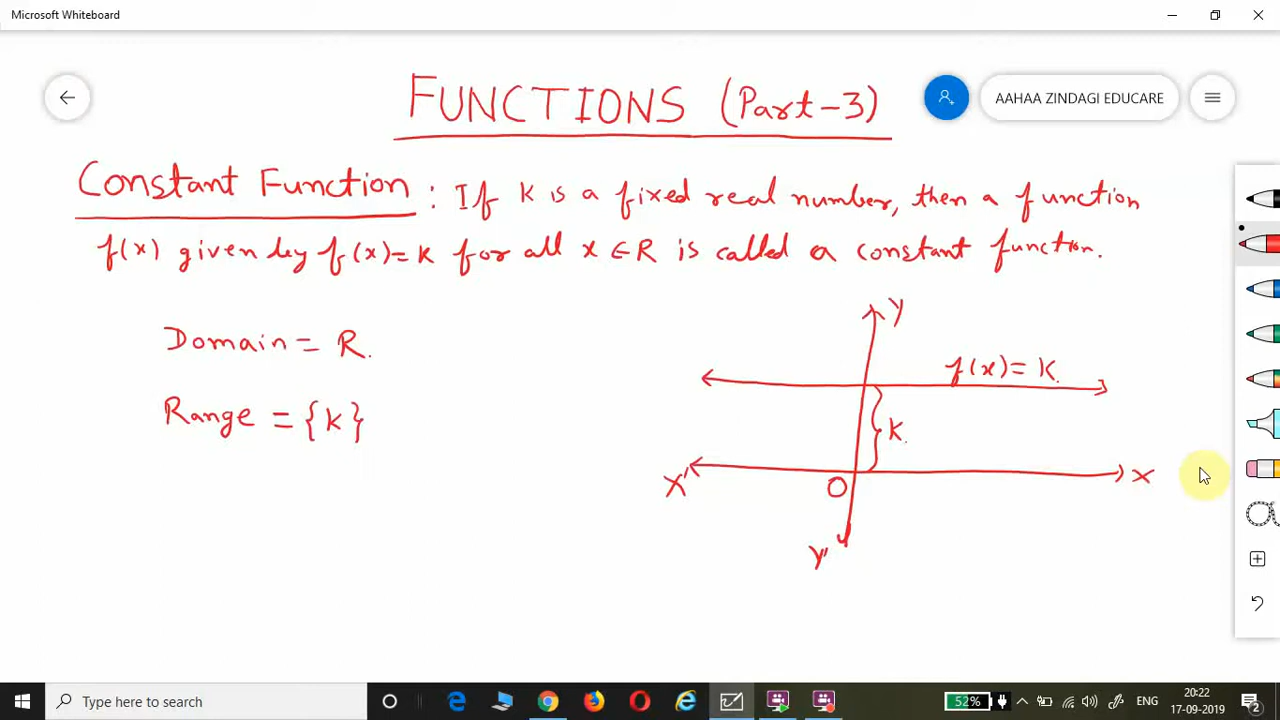 Microsoft Whiteboard
FUNCTIONS (Part-3)
AAHAA ZINDAGI EDUCARE
Constant Function : If K is a fixed real number, then a function
f(x) given by f(x)= K for all x ∈ R is called a constant function.
Domain = R.
Range = {K}
Y
f(x)= K.
K.
X'
O
X
Y'
Type here to search
52%
ENG
20:22
17-09-2019
2